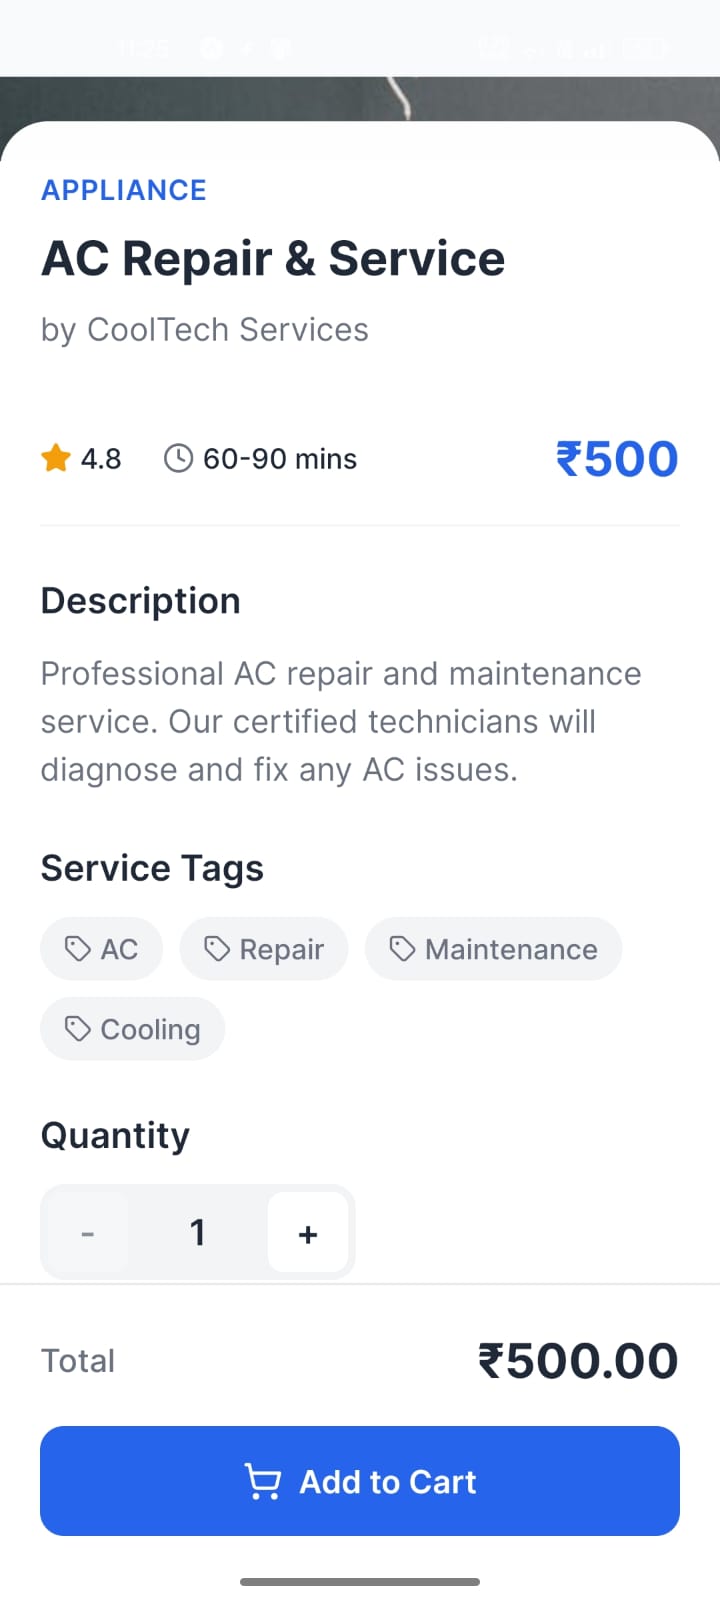 11:25
APPLIANCE
AC Repair & Service
by CoolTech Services
4.8 60-90 mins ₹500
Description
Professional AC repair and maintenance
service. Our certified technicians will
diagnose and fix any AC issues.
Service Tags
AC Repair Maintenance
Cooling
Quantity
- 1 +
Total ₹500.00
Add to Cart